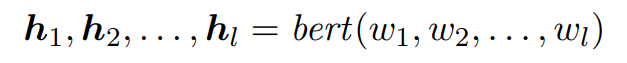 h₁, h₂, . . . , hₗ = bert(w₁, w₂, . . . , wₗ)